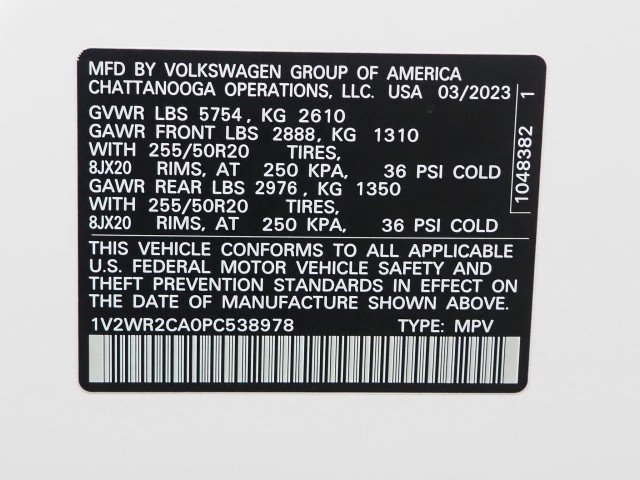 MFD BY VOLKSWAGEN GROUP OF AMERICA
CHATTANOOGA OPERATIONS, LLC. USA 03/2023
GVWR LBS 5754, KG 2610
GAWR FRONT LBS 2888, KG 1310
WITH 255/50R20 TIRES,
8JX20 RIMS, AT 250 KPA, 36 PSI COLD
GAWR REAR LBS 2976, KG 1350
WITH 255/50R20 TIRES,
8JX20 RIMS, AT 250 KPA, 36 PSI COLD
THIS VEHICLE CONFORMS TO ALL APPLICABLE
U.S. FEDERAL MOTOR VEHICLE SAFETY AND
THEFT PREVENTION STANDARDS IN EFFECT ON
THE DATE OF MANUFACTURE SHOWN ABOVE.
1V2WR2CA0PC538978 TYPE: MPV
1048382 1